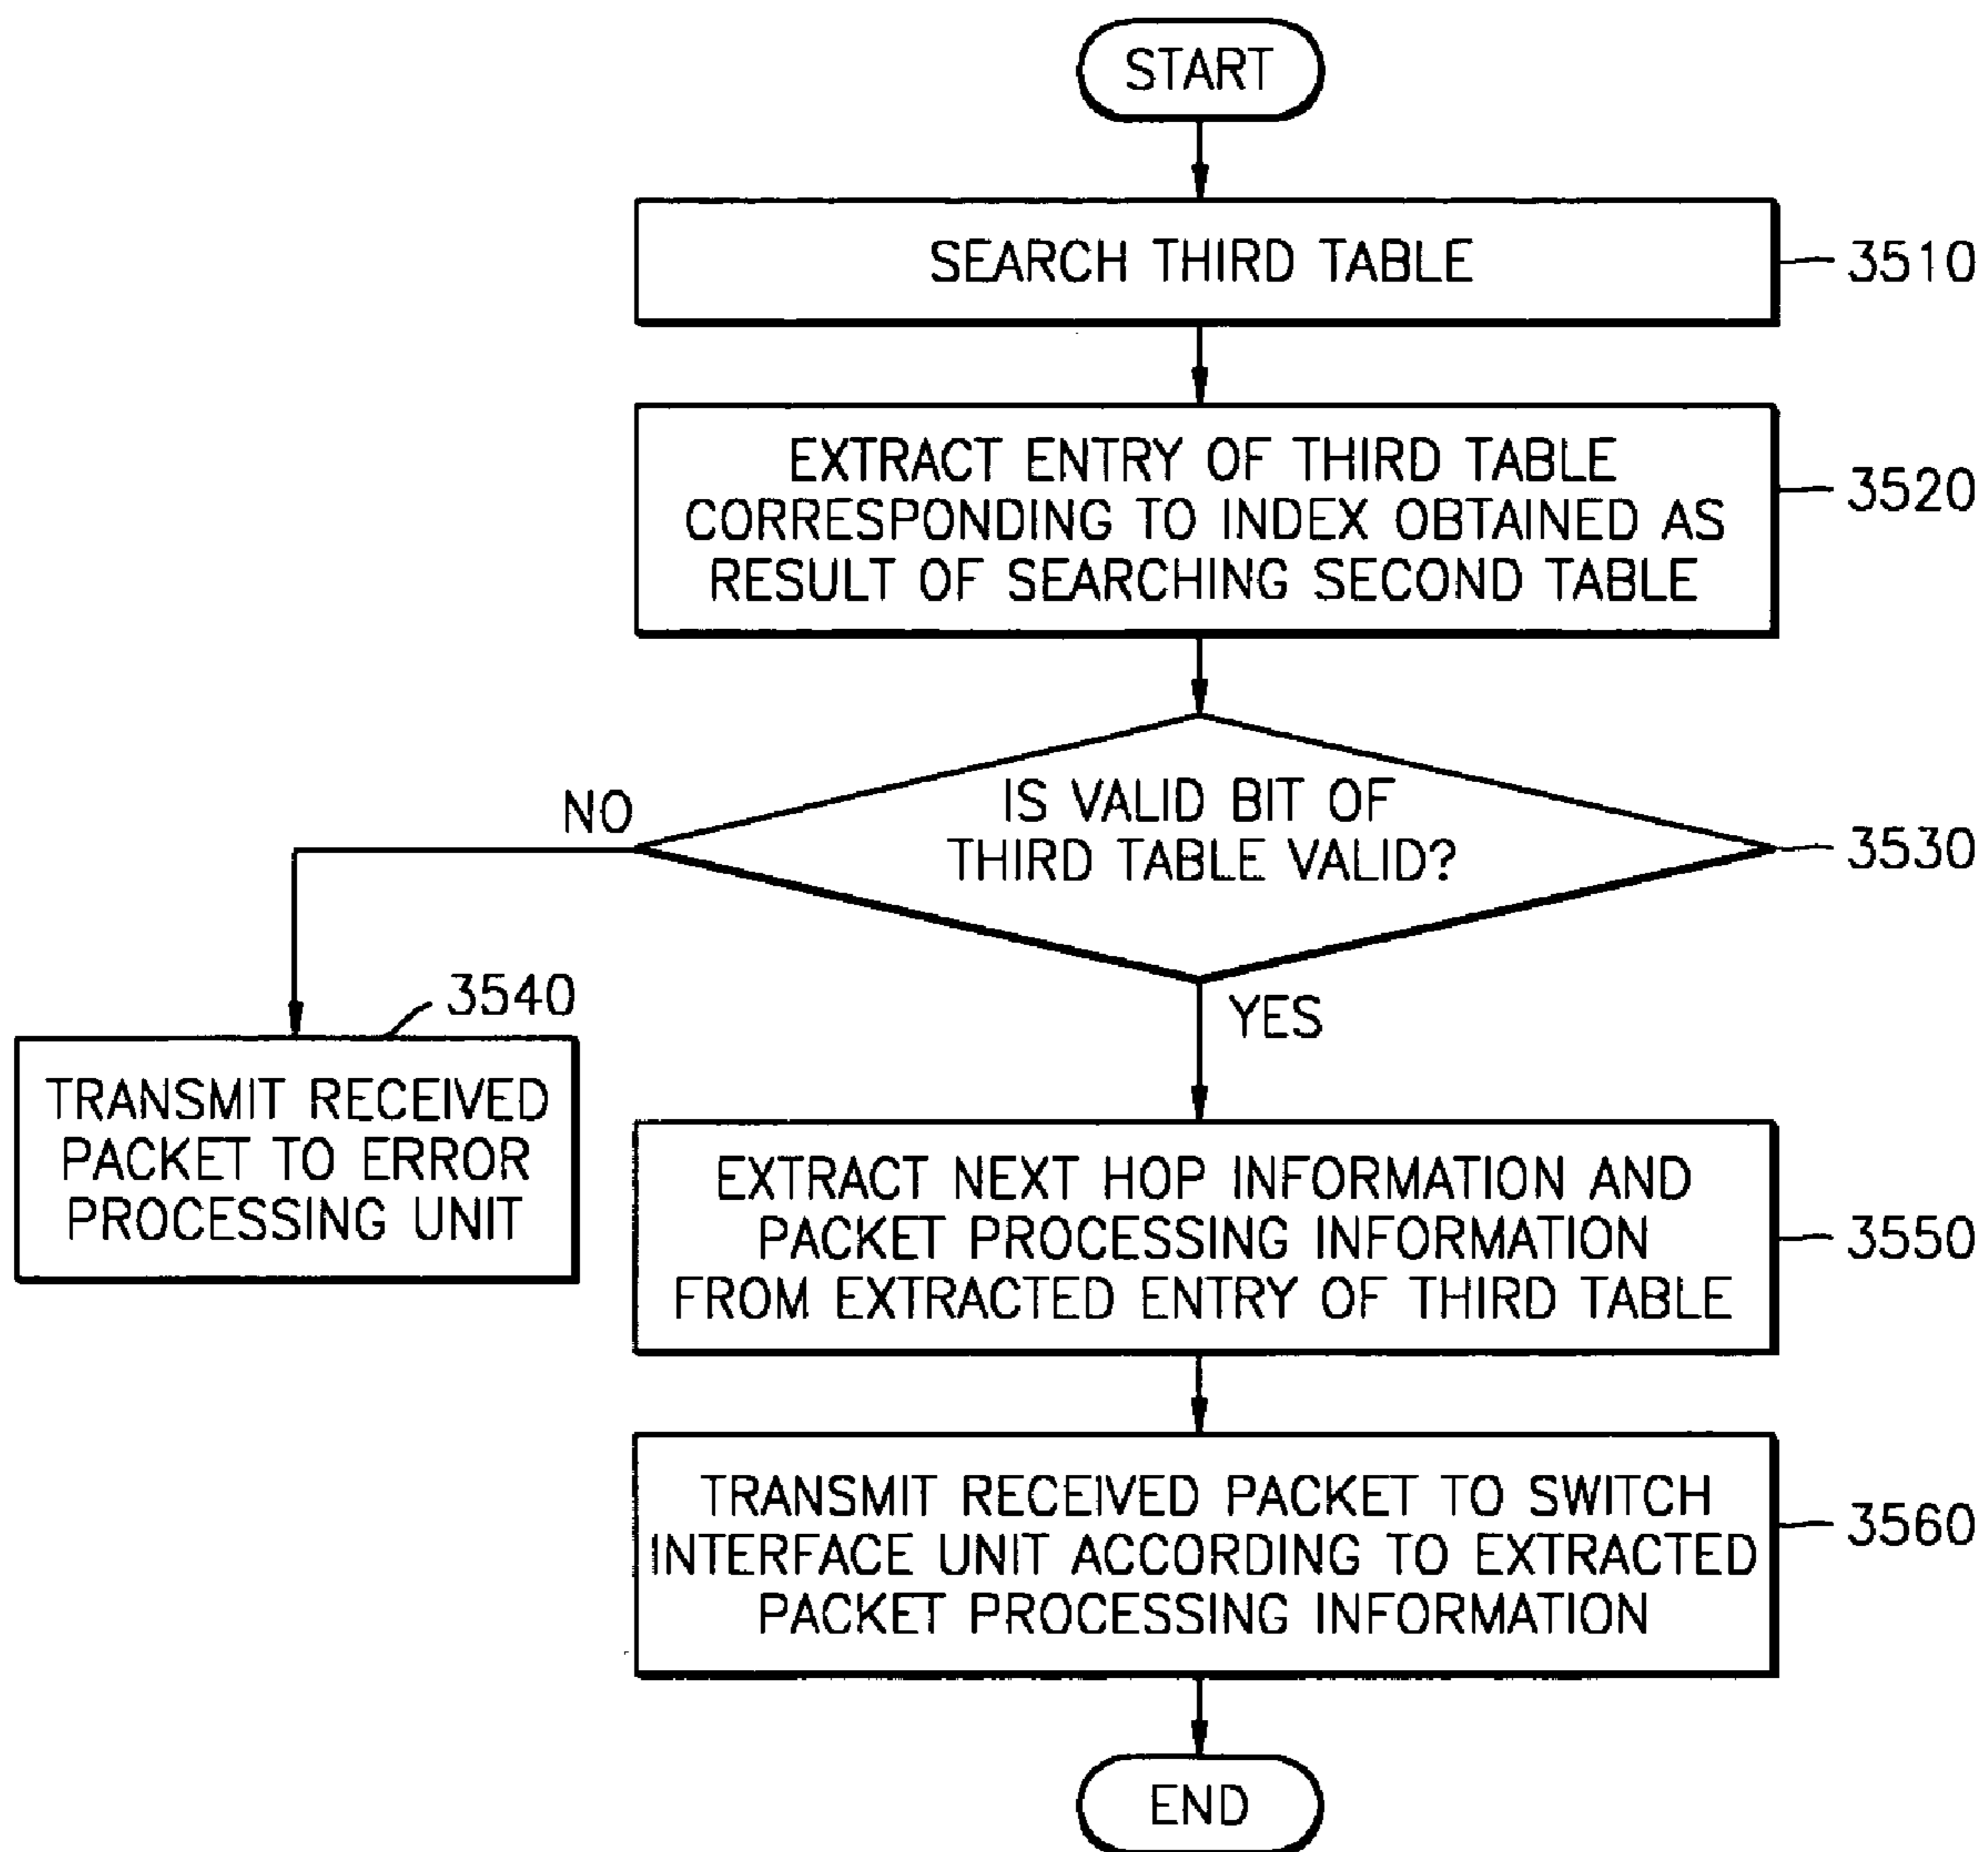 START
SEARCH THIRD TABLE
3510
EXTRACT ENTRY OF THIRD TABLE
CORRESPONDING TO INDEX OBTAINED AS
RESULT OF SEARCHING SECOND TABLE
3520
IS VALID BIT OF
THIRD TABLE VALID?
3530
NO
YES
3540
TRANSMIT RECEIVED
PACKET TO ERROR
PROCESSING UNIT
EXTRACT NEXT HOP INFORMATION AND
PACKET PROCESSING INFORMATION
FROM EXTRACTED ENTRY OF THIRD TABLE
3550
TRANSMIT RECEIVED PACKET TO SWITCH
INTERFACE UNIT ACCORDING TO EXTRACTED
PACKET PROCESSING INFORMATION
3560
END